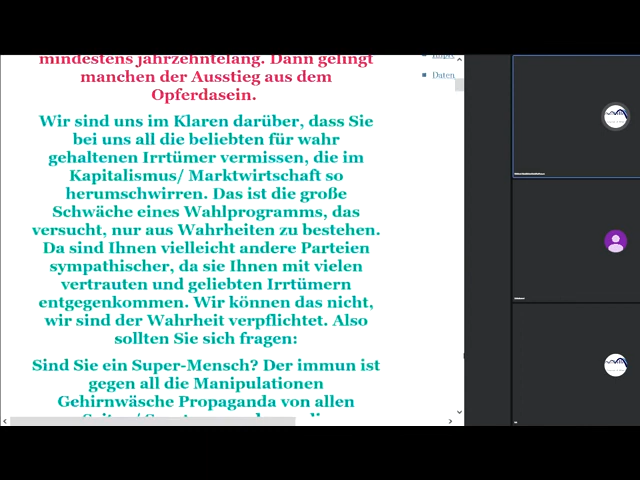 mindestens jahrzehntelang. Dann gelingt
manchen der Ausstieg aus dem
Opferdasein.
Wir sind uns im Klaren darüber, dass Sie
bei uns all die beliebten für wahr
gehaltenen Irrtümer vermissen, die im
Kapitalismus/ Marktwirtschaft so
herumschwirren. Das ist die große
Schwäche eines Wahlprogramms, das
versucht, nur aus Wahrheiten zu bestehen.
Da sind Ihnen vielleicht andere Parteien
sympathischer, da sie Ihnen mit vielen
vertrauten und geliebten Irrtümern
entgegenkommen. Wir können das nicht,
wir sind der Wahrheit verpflichtet. Also
sollten Sie sich fragen:
Sind Sie ein Super-Mensch? Der immun ist
gegen all die Manipulationen
Gehirnwäsche Propaganda von allen
Daten